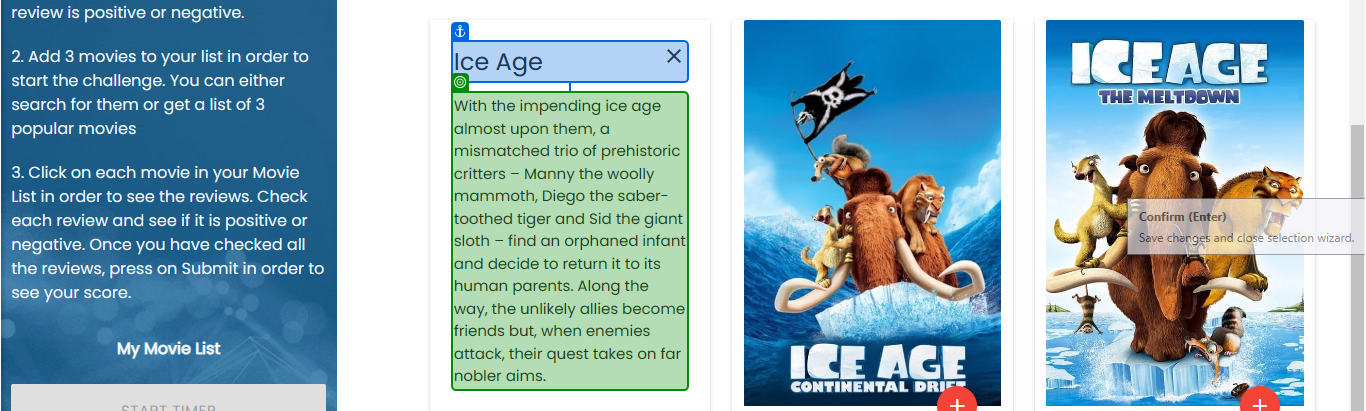 review is positive or negative.
2. Add 3 movies to your list in order to
start the challenge. You can either
search for them or get a list of 3
popular movies
3. Click on each movie in your Movie
List in order to see the reviews. Check
each review and see if it is positive or
negative. Once you have checked all
the reviews, press on Submit in order to
see your score.
My Movie List
START TIMER
Ice Age
With the impending ice age
almost upon them, a
mismatched trio of prehistoric
critters – Manny the woolly
mammoth, Diego the saber-
toothed tiger and Sid the giant
sloth – find an orphaned infant
and decide to return it to its
human parents. Along the
way, the unlikely allies become
friends but, when enemies
attack, their quest takes on far
nobler aims.
ICE AGE
CONTINENTAL DRIFT
+
ICE AGE
THE MELTDOWN
Confirm (Enter)
Save changes and close selection wizard.
+